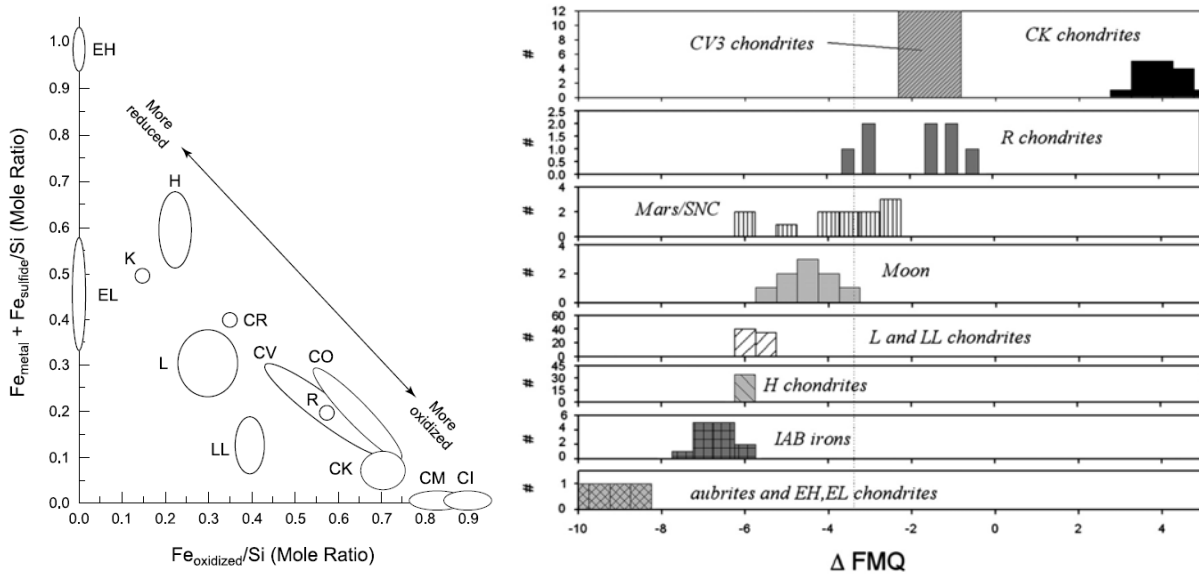 1.0
0.9
0.8
0.7
0.6
0.5
0.4
0.3
0.2
0.1
0.0
Fe_metal + Fe_sulfide/Si (Mole Ratio)
EH
More reduced
H
K
EL
CR
L
CV
CO
R
More oxidized
LL
CK
CM
CI
0.0 0.1 0.2 0.3 0.4 0.5 0.6 0.7 0.8 0.9
Fe_oxidized/Si (Mole Ratio)
12
10
8
6
4
2
0
#
CV3 chondrites
CK chondrites
2.5
2.0
1.5
1.0
0.5
0.0
#
R chondrites
4
2
0
#
Mars/SNC
4
2
0
#
Moon
60
40
20
0
#
L and LL chondrites
45
30
15
0
#
H chondrites
6
4
2
0
#
IAB irons
1
0
#
aubrites and EH,EL chondrites
-10 -8 -6 -4 -2 0 2 4
Δ FMQ